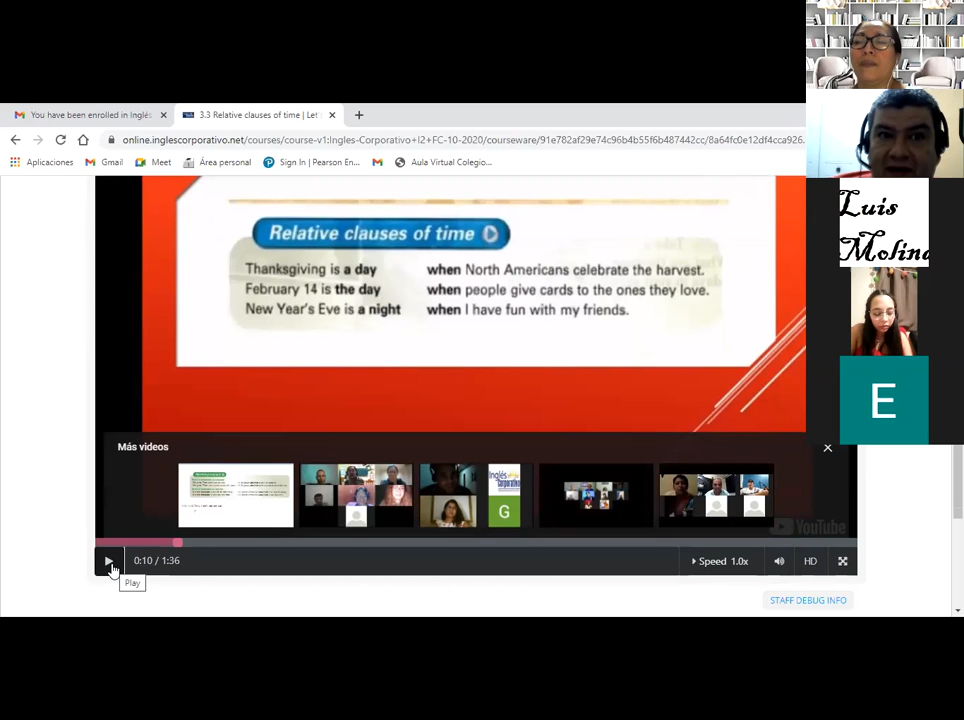 You have been enrolled in Inglés
3.3 Relative clauses of time | Let
online.inglescorporativo.net/courses/course-v1:Ingles-Corporativo+I2+FC-10-2020/courseware/91e782af29e74c96b4b55f6b487442cc/8a64fc0e12df4cca926.
Aplicaciones Gmail Meet Área personal Sign In | Pearson En... Aula Virtual Colegio...
Relative clauses of time
Thanksgiving is a day when North Americans celebrate the harvest.
February 14 is the day when people give cards to the ones they love.
New Year's Eve is a night when I have fun with my friends.
Más videos
Inglés
Corporativo
G
YouTube
0:10 / 1:36
Speed 1.0x
HD
Play
STAFF DEBUG INFO
Luis
Molina
E